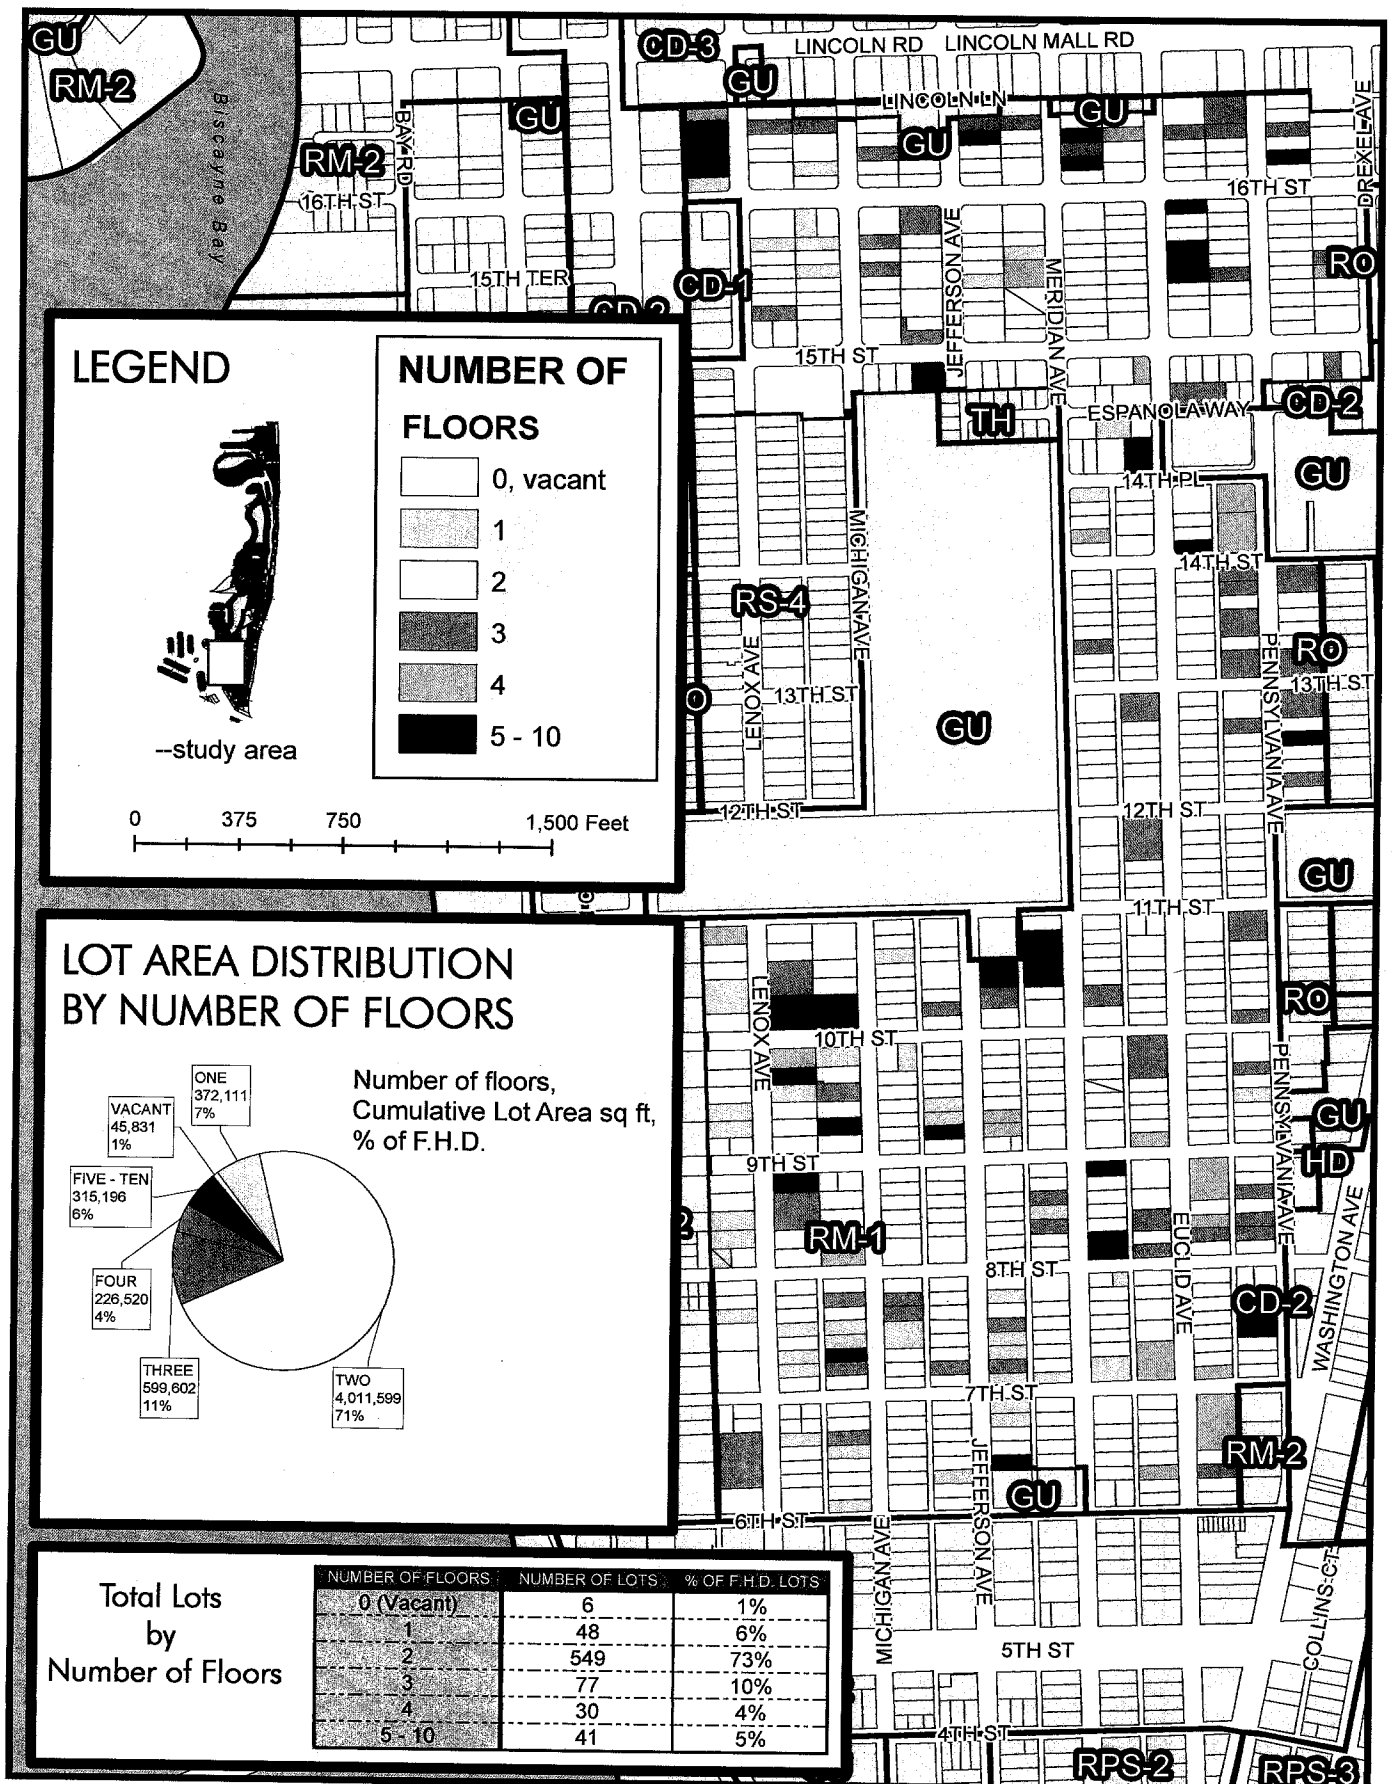 GU
CD-3
LINCOLN RD
LINCOLN MALL RD
RM-2
GU
Biscayne Bay
BAY RD
GU
LINCOLN LN
GU
GU
DREXEL AVE
RM-2
16TH ST
16TH ST
JEFFERSON AVE
MERIDIAN AVE
RO
15TH TER
CD-1
CD-2
15TH ST
CD-2
TH
ESPANOLA WAY
GU
14TH PL
14TH ST
MICHIGAN AVE
RS-4
LENOX AVE
PENNSYLVANIA AVE
RO
13TH ST
13TH ST
O
GU
12TH ST
12TH ST
GU
11TH ST
LEGEND
NUMBER OF
FLOORS
0, vacant
1
2
3
4
5 - 10
--study area
0
375
750
1,500 Feet
LOT AREA DISTRIBUTION
BY NUMBER OF FLOORS
Number of floors,
Cumulative Lot Area sq ft,
% of F.H.D.
ONE
372,111
7%
VACANT
45,831
1%
FIVE - TEN
315,196
6%
FOUR
226,520
4%
THREE
599,602
11%
TWO
4,011,599
71%
LENOX AVE
10TH ST
RO
PENNSYLVANIA AVE
GU
HD
9TH ST
2
RM-1
EUCLID AVE
8TH ST
CD-2
WASHINGTON AVE
7TH ST
JEFFERSON AVE
RM-2
GU
6TH ST
MICHIGAN AVE
COLLINS CT
5TH ST
4TH ST
RPS-2
RPS-3
Total Lots
by
Number of Floors
NUMBER OF FLOORS NUMBER OF LOTS % OF F.H.D. LOTS
0 (Vacant) 6 1%
1 48 6%
2 549 73%
3 77 10%
4 30 4%
5 - 10 41 5%